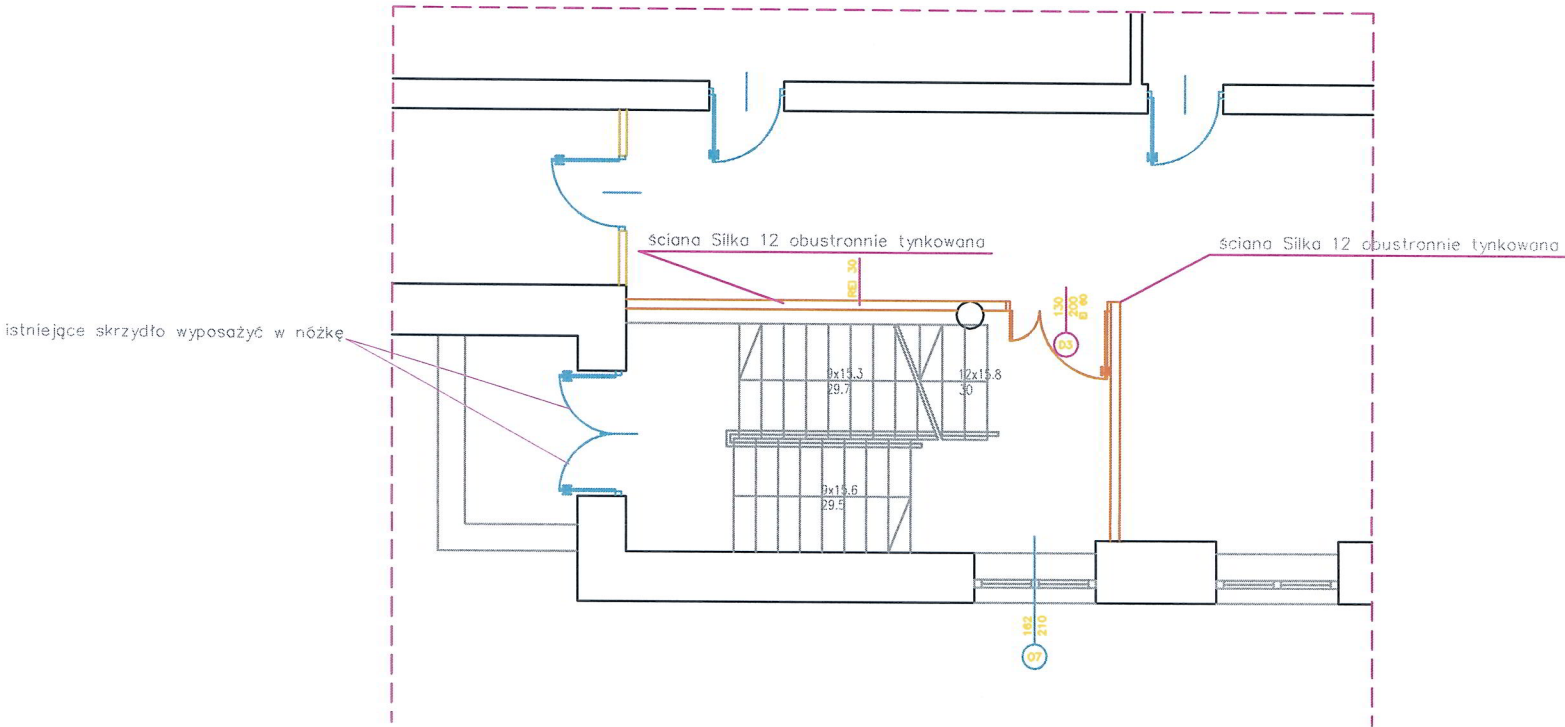 ściana Silka 12 obustronnie tynkowana
ściana Silka 12 obustronnie tynkowana
REI 30
130
200
EI 60
D3
istniejące skrzydło wyposażyć w nóżkę
9x15.3
29.7
12x15.8
30
9x15.6
29.5
162
210
O7